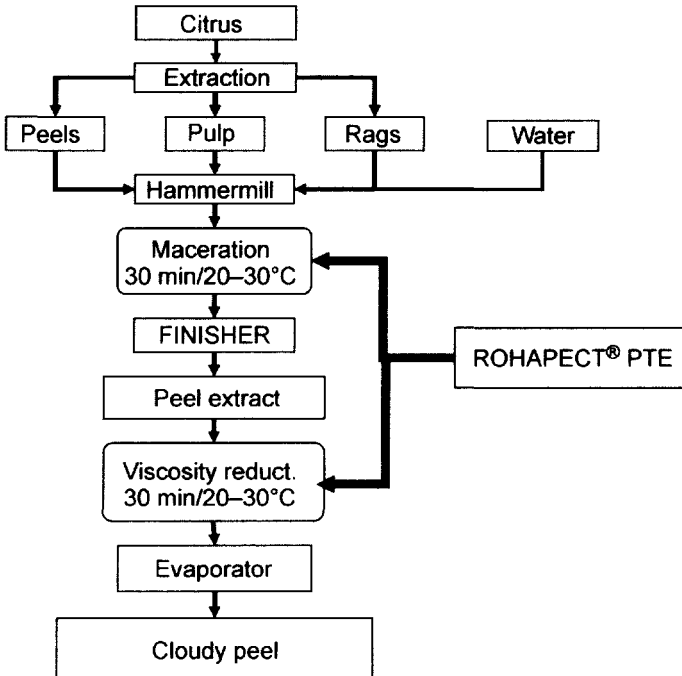 Citrus
Extraction
Peels
Pulp
Rags
Water
Hammermill
Maceration
30 min/20–30°C
FINISHER
ROHAPECT® PTE
Peel extract
Viscosity reduct.
30 min/20–30°C
Evaporator
Cloudy peel